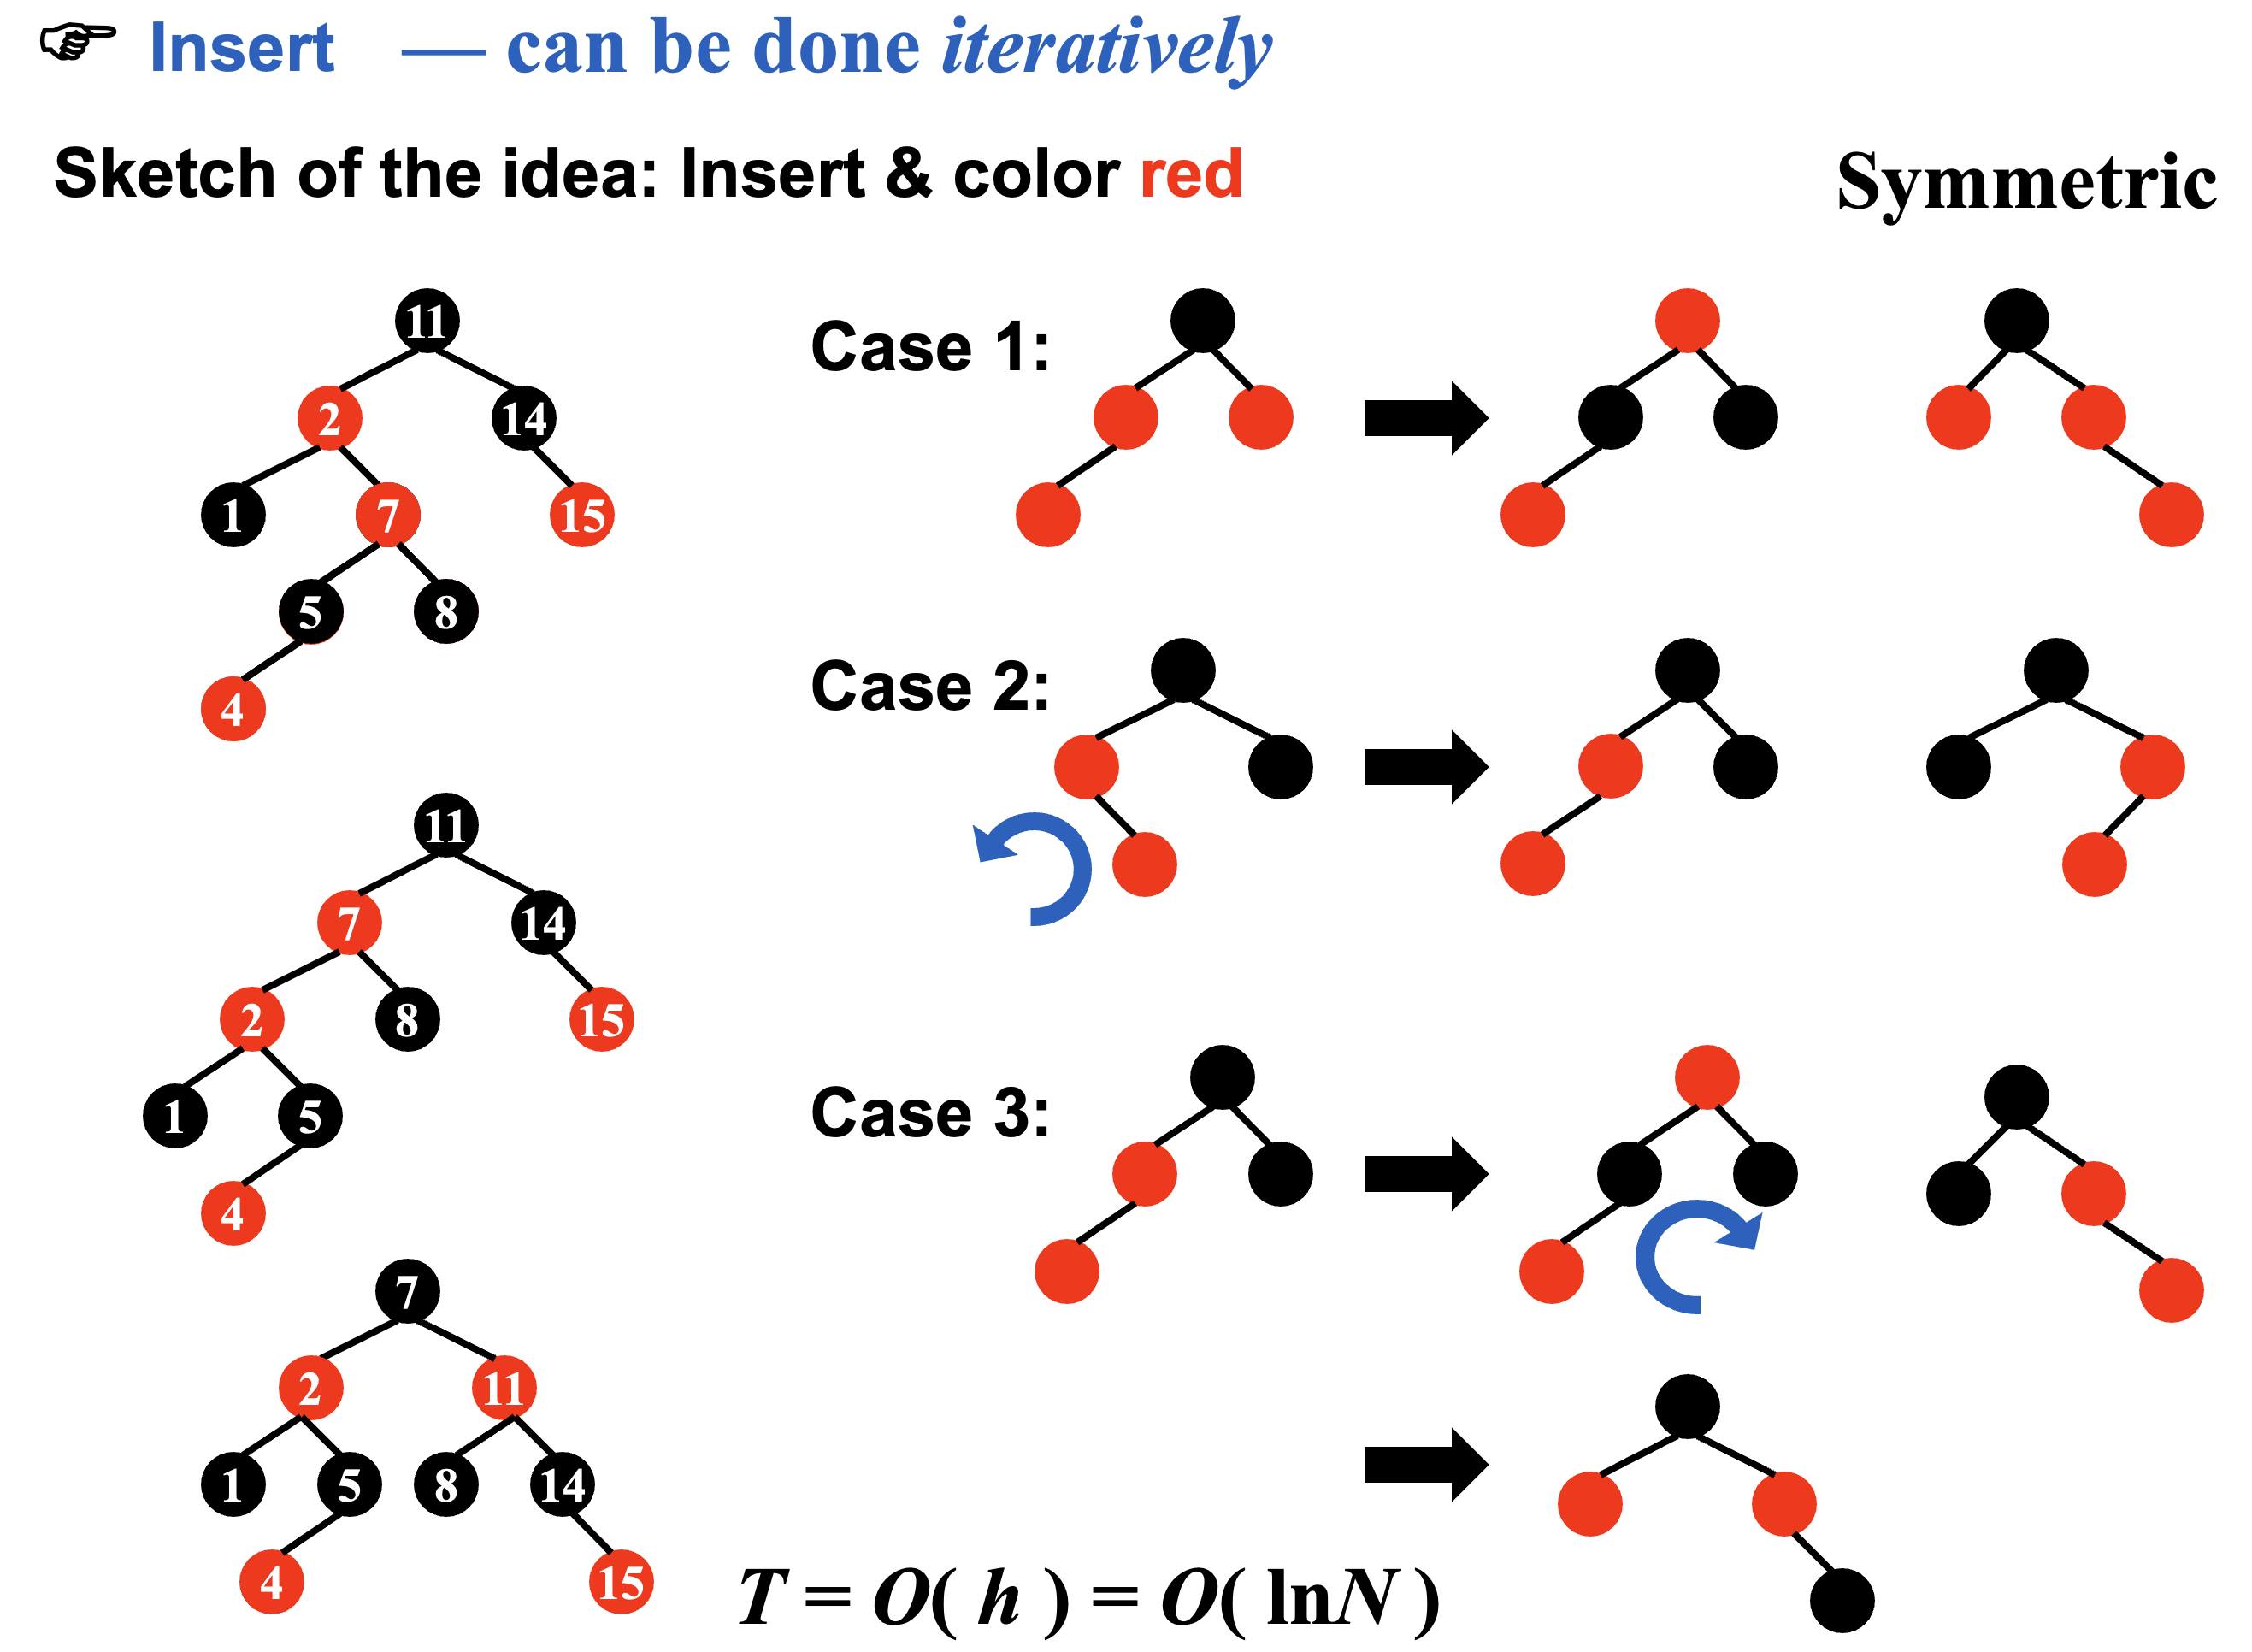 ☞ Insert — can be done iteratively
Sketch of the idea: Insert & color red
Symmetric
11
2 14
1 7 15
5 8
4
11
7 14
2 8 15
1 5
4
7
2 11
1 5 8 14
4 15
Case 1:
Case 2:
Case 3:
T = O( h ) = O( lnN )